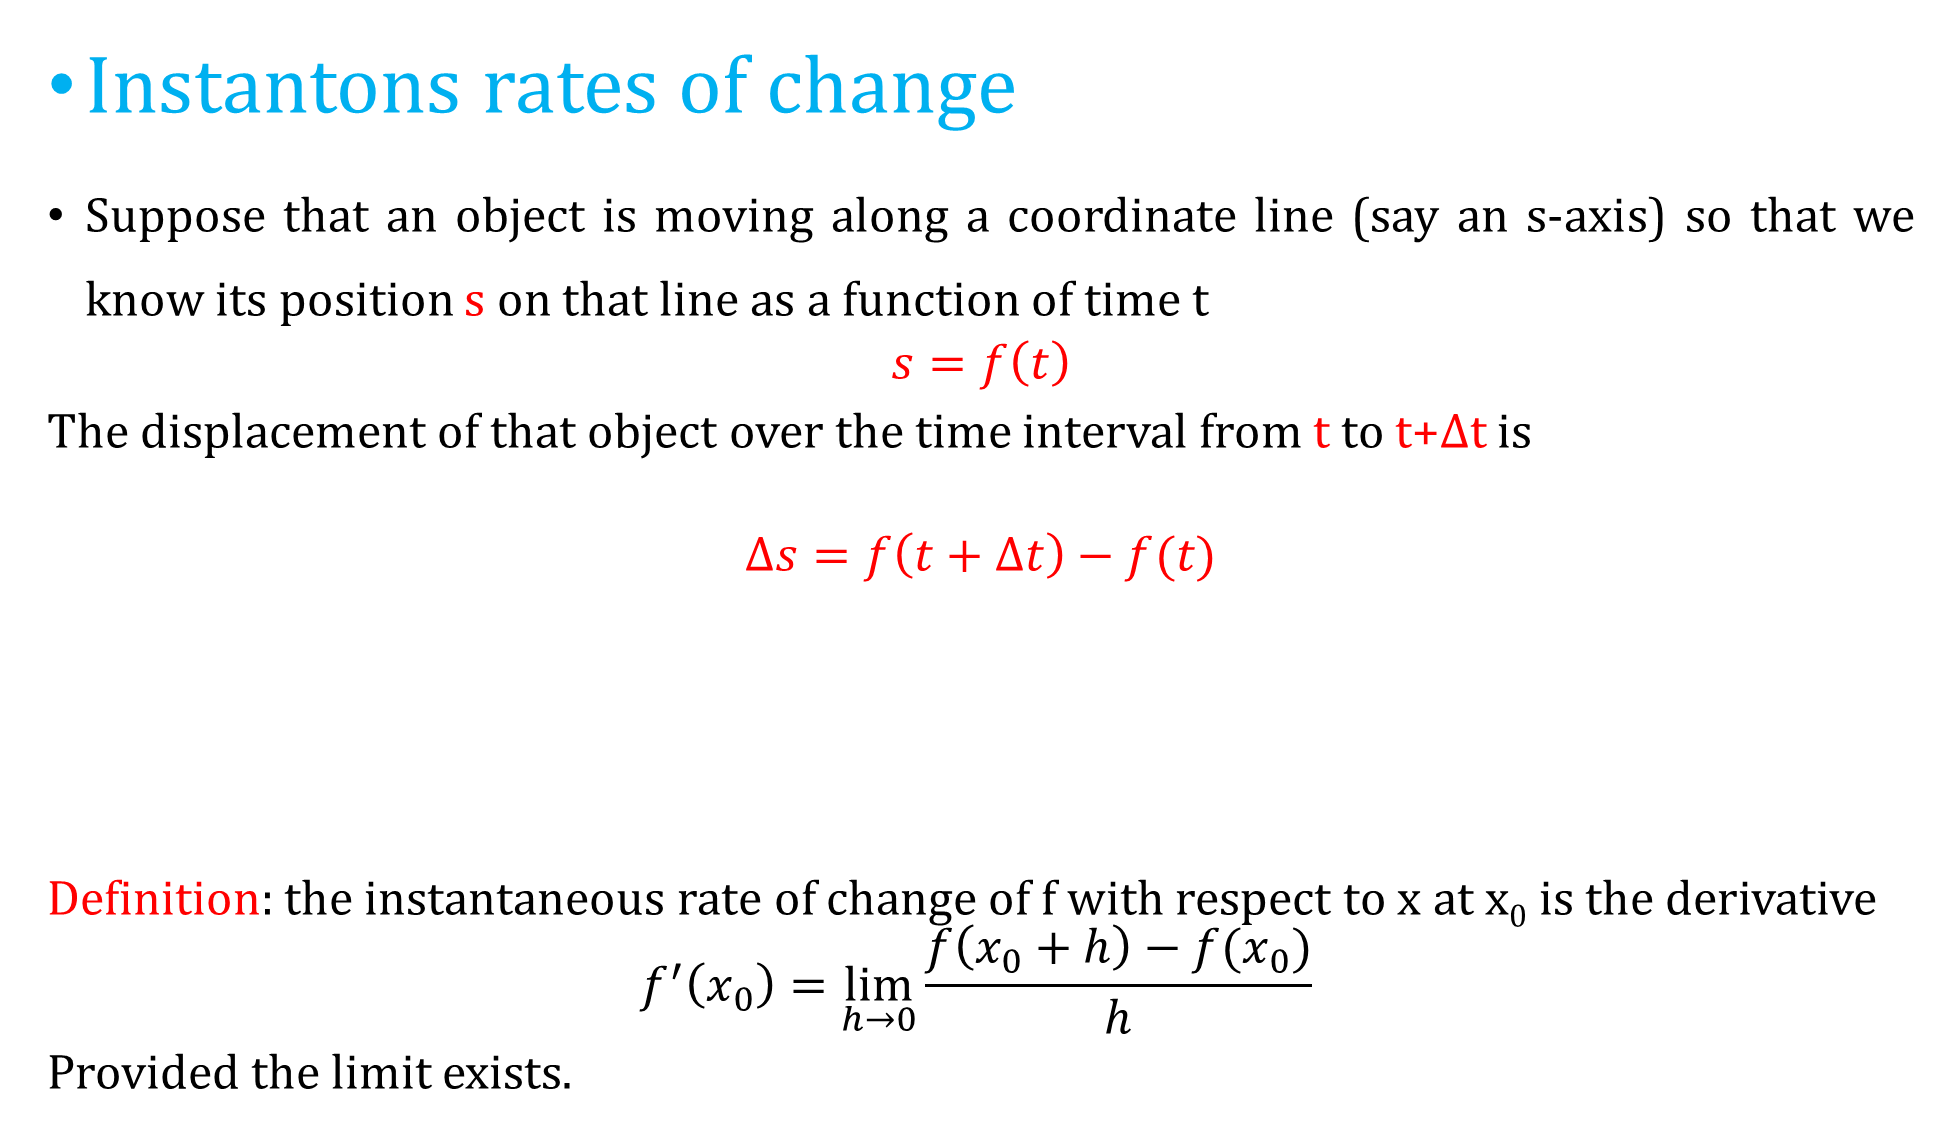 • Instantons rates of change
• Suppose that an object is moving along a coordinate line (say an s-axis) so that we
know its position s on that line as a function of time t
s = f(t)
The displacement of that object over the time interval from t to t+Δt is
Δs = f(t + Δt) − f(t)
Definition: the instantaneous rate of change of f with respect to x at x₀ is the derivative
f′(x₀) = lim_{h→0} \frac{f(x₀ + h) − f(x₀)}{h}
Provided the limit exists.